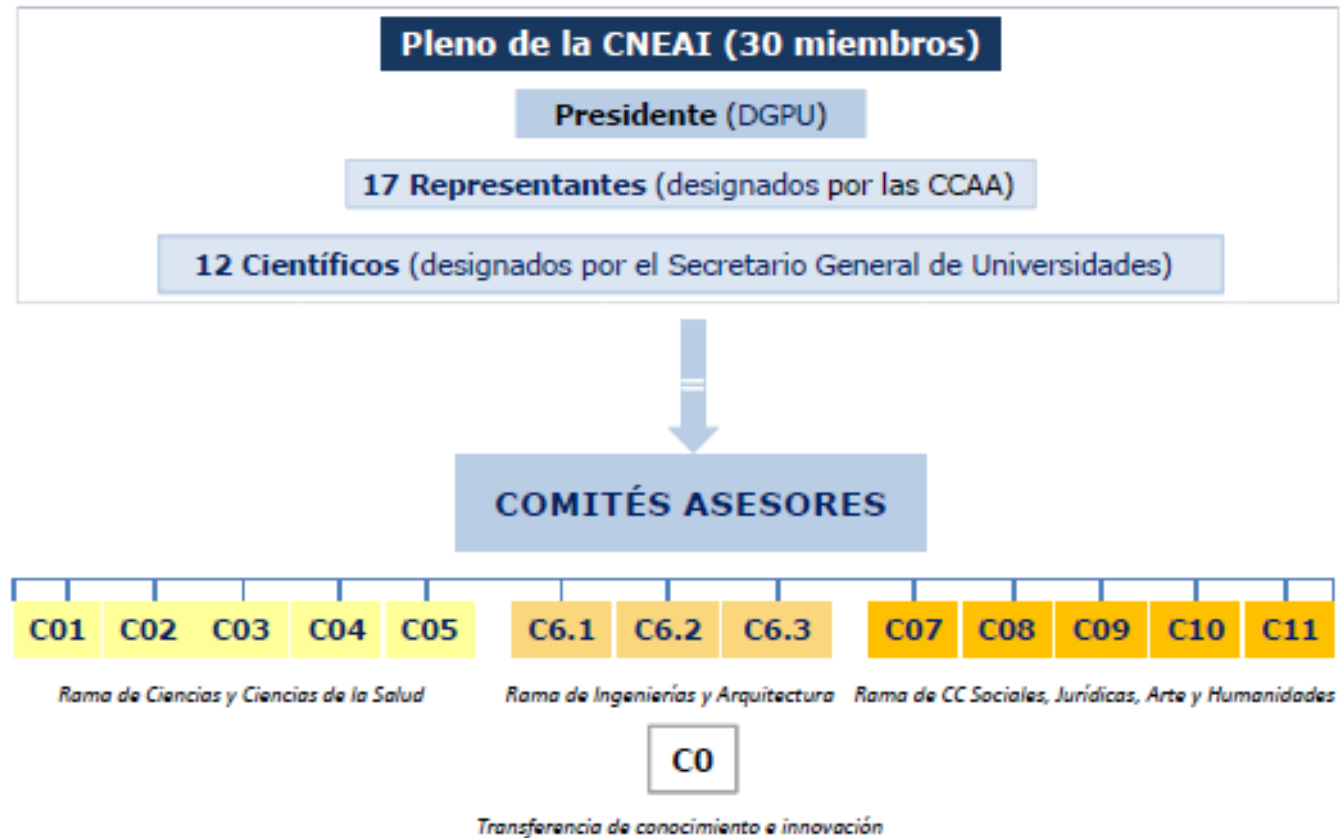 Pleno de la CNEAI (30 miembros)
Presidente (DGPU)
17 Representantes (designados por las CCAA)
12 Científicos (designados por el Secretario General de Universidades)
COMITÉS ASESORES
C01 C02 C03 C04 C05 C6.1 C6.2 C6.3 C07 C08 C09 C10 C11
Rama de Ciencias y Ciencias de la Salud Rama de Ingenierías y Arquitectura Rama de CC Sociales, Jurídicas, Arte y Humanidades
C0
Transferencia de conocimiento e innovación